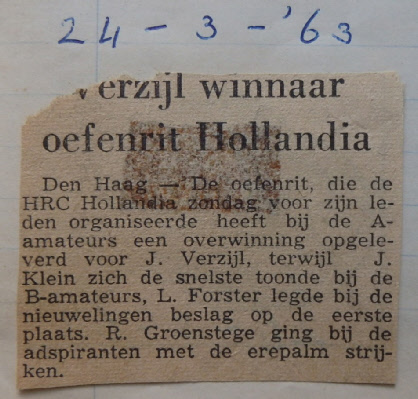 24-3-'63
Verzijl winnaar
oefenrit Hollandia
Den Haag — De oefenrit, die de
HRC Hollandia zondag voor zijn le-
den organiseerde heeft bij de A-
amateurs een overwinning opgele-
verd voor J. Verzijl, terwijl J.
Klein zich de snelste toonde bij de
B-amateurs, L. Forster legde bij de
nieuwelingen beslag op de eerste
plaats. R. Groenstege ging bij de
adspiranten met de erepalm strij-
ken.